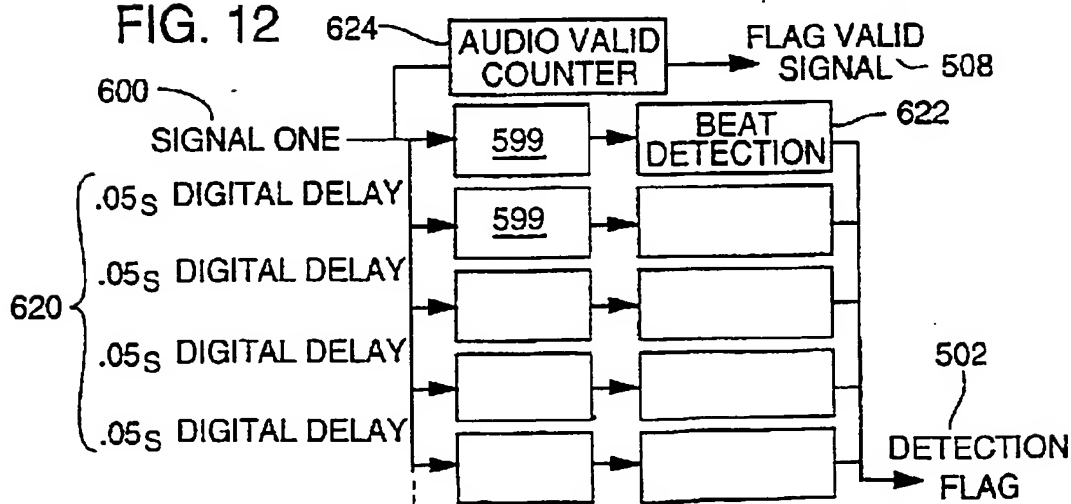 FIG. 12
624
AUDIO VALID
COUNTER
FLAG VALID
SIGNAL
508
600
SIGNAL ONE
599
BEAT
DETECTION
622
.05s DIGITAL DELAY
599
.05s DIGITAL DELAY
620
.05s DIGITAL DELAY
.05s DIGITAL DELAY
502
DETECTION
FLAG